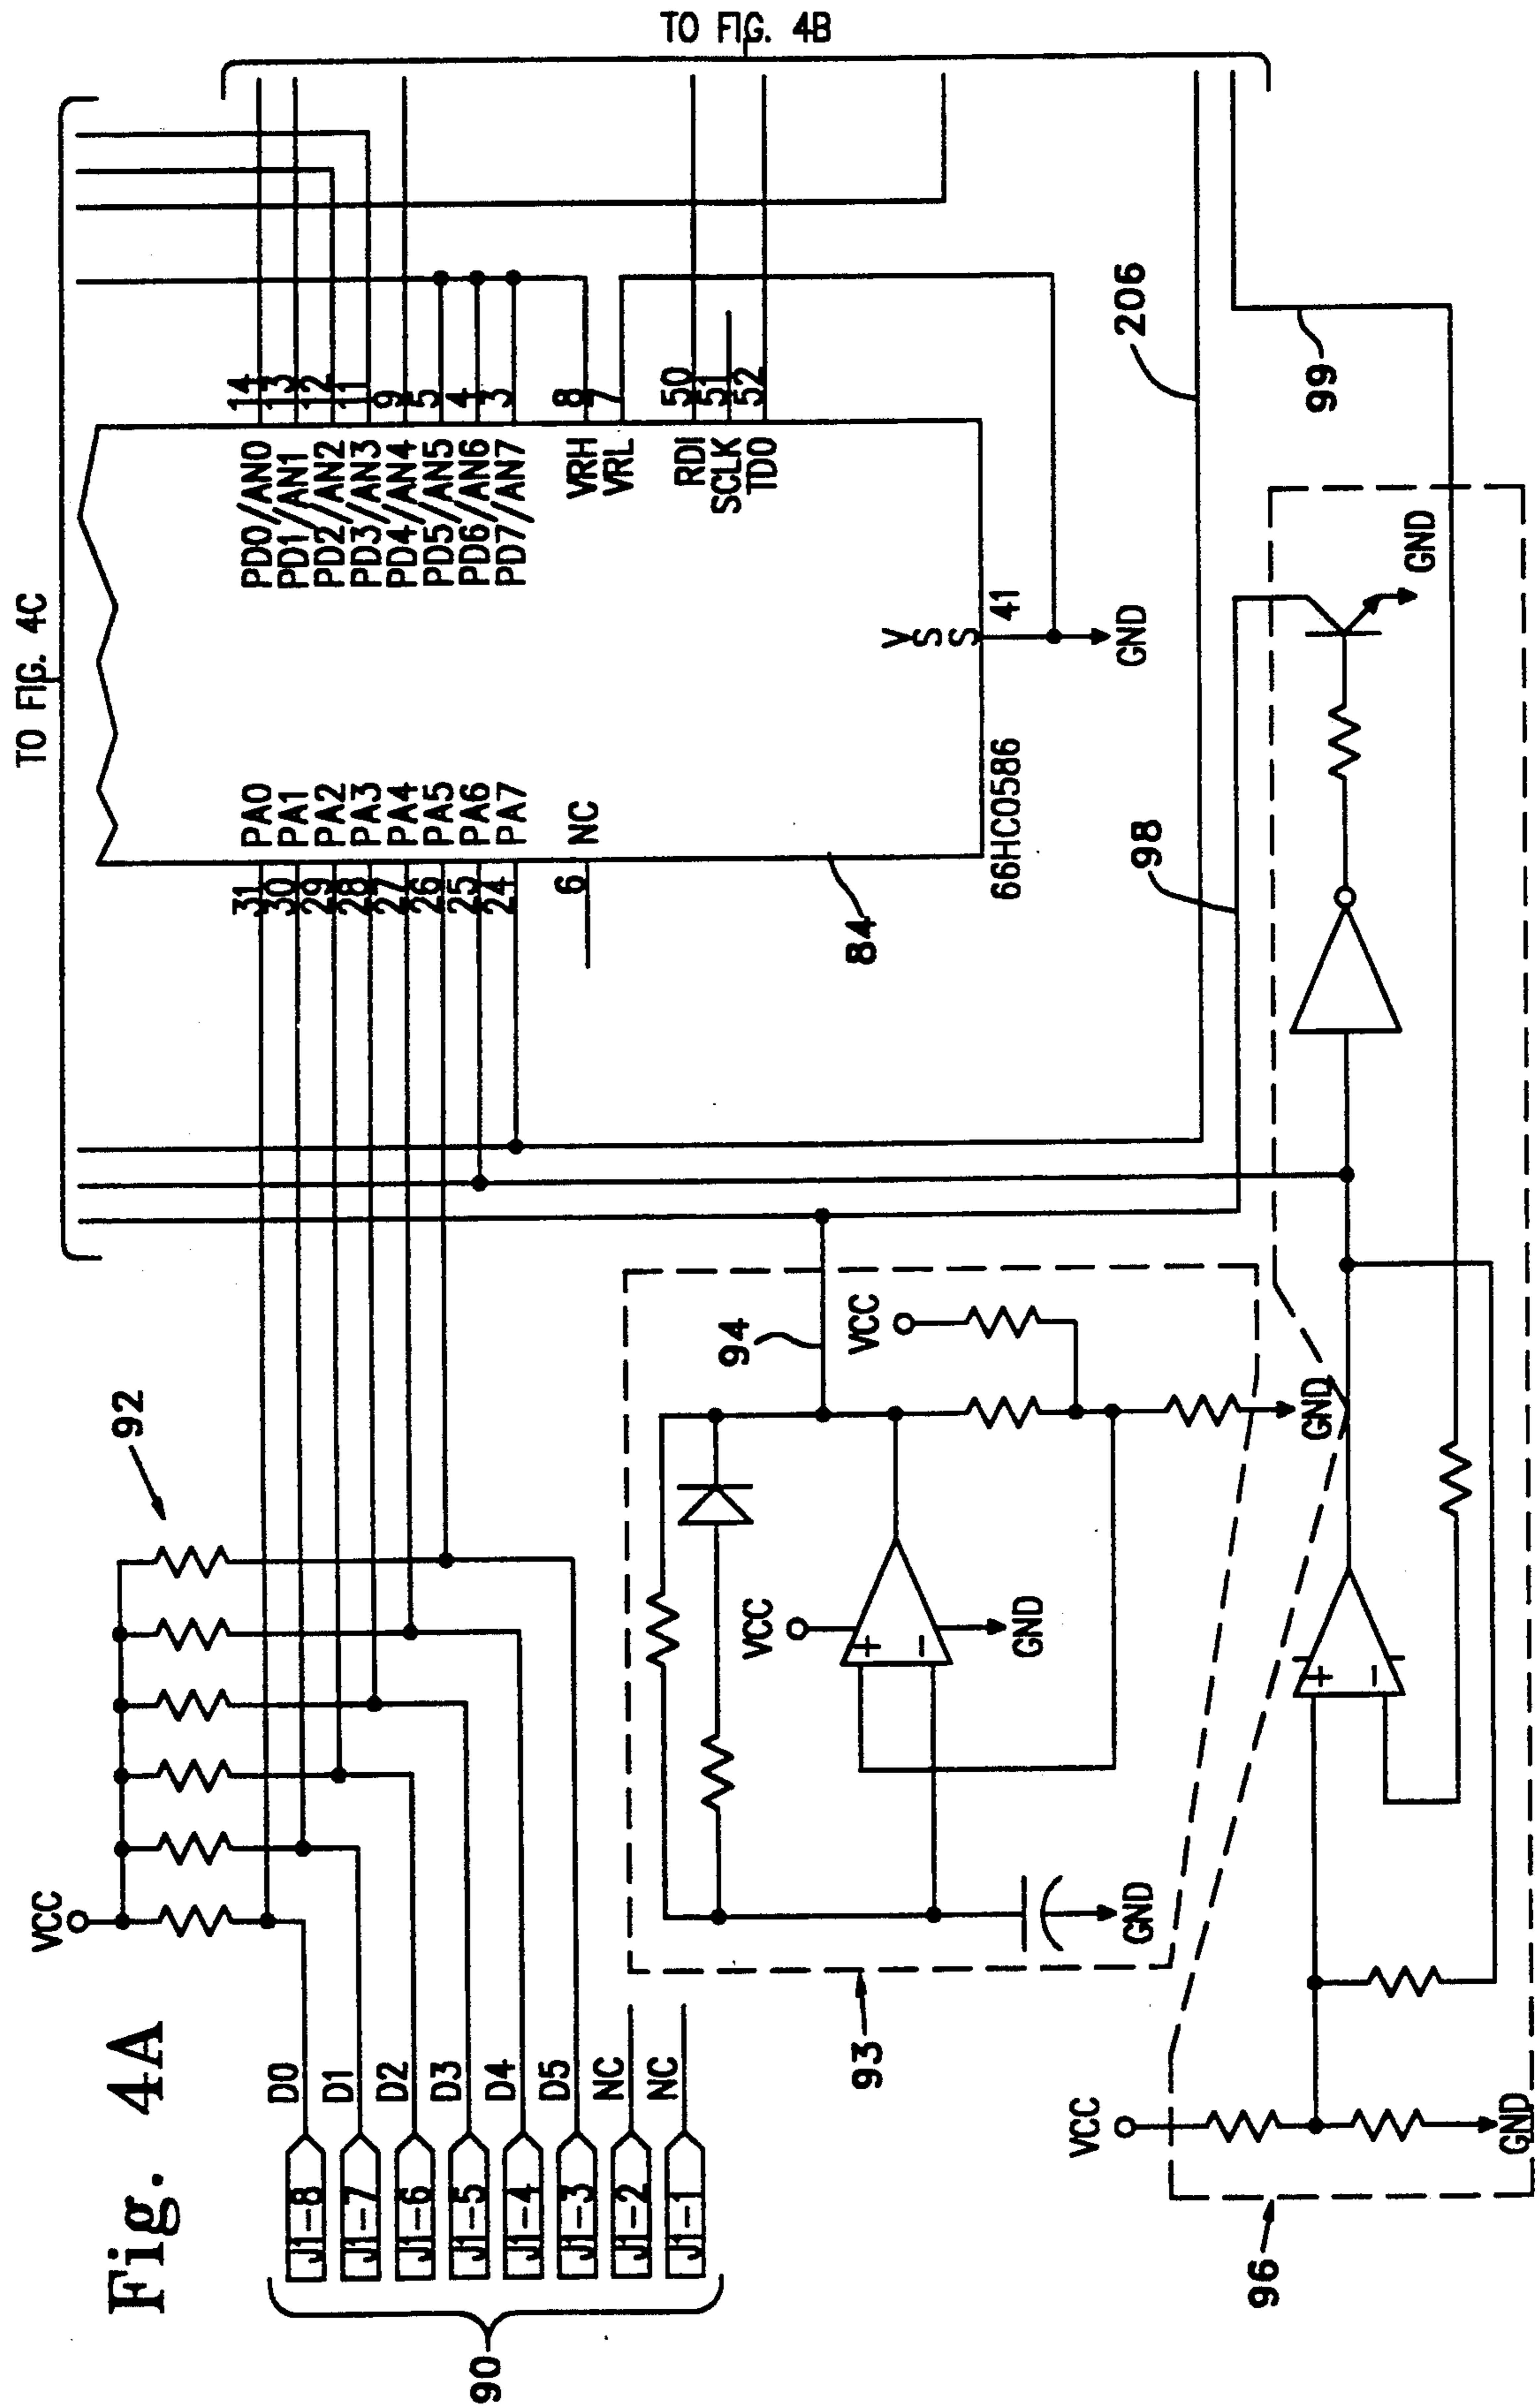 Fig. 4A
TO FIG. 4C
TO FIG. 4B
VCC
92
90
J1-8 D0
J1-7 D1
J1-6 D2
J1-5 D3
J1-4 D4
J1-3 D5
J1-2 NC
J1-1 NC
31 PA0
30 PA1
29 PA2
28 PA3
27 PA4
26 PA5
25 PA6
24 PA7
6 NC
84
PD0/AN0 14
PD1/AN1 13
PD2/AN2 12
PD3/AN3 11
PD4/AN4 9
PD5/AN5 5
PD6/AN6 4
PD7/AN7 3
VRH 8
VRL 7
RDI 50
SCLK 51
TDO 52
VSS 41
66HC0586
GND
206
98
99
93
94
VCC
VCC
+
-
GND
GND
GND
96
VCC
GND
+
-
GND